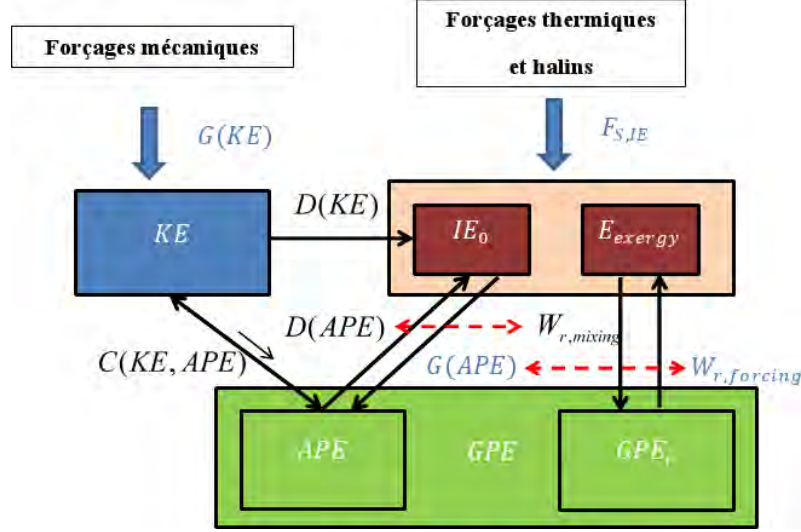 Forçages mécaniques
Forçages thermiques
et halins
G(KE)
F_{S,IE}
KE
D(KE)
IE_0
E_{exergy}
D(APE)
W_{r,mixing}
C(KE, APE)
G(APE)
W_{r,forcing}
APE
GPE
GPE_r